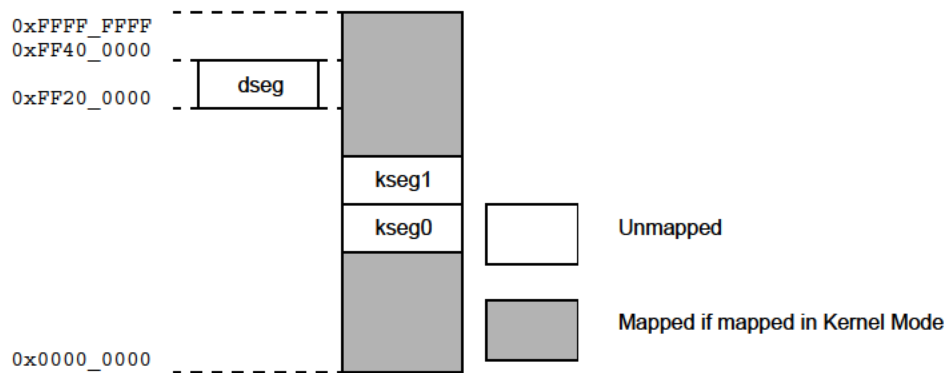 0xFFFF_FFFF
0xFF40_0000
dseg
0xFF20_0000
kseg1
kseg0
Unmapped
Mapped if mapped in Kernel Mode
0x0000_0000